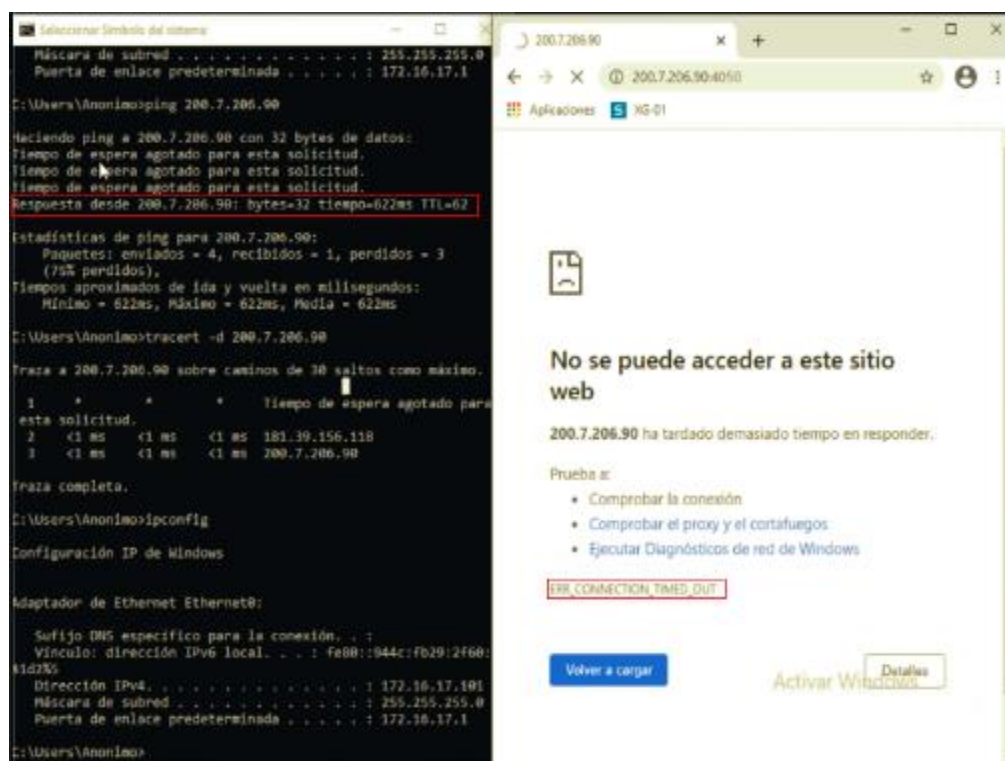 Seleccionar Símbolo del sistema
Máscara de subred . . . . . . . . . . . . : 255.255.255.0
Puerta de enlace predeterminada . . . . . : 172.16.17.1
C:\Users\Anonimo>ping 200.7.206.90
Haciendo ping a 200.7.206.90 con 32 bytes de datos:
Tiempo de espera agotado para esta solicitud.
Tiempo de espera agotado para esta solicitud.
Tiempo de espera agotado para esta solicitud.
Respuesta desde 200.7.206.90: bytes=32 tiempo=622ms TTL=62
Estadísticas de ping para 200.7.206.90:
Paquetes: enviados = 4, recibidos = 1, perdidos = 3
(75% perdidos),
Tiempos aproximados de ida y vuelta en milisegundos:
Mínimo = 622ms, Máximo = 622ms, Media = 622ms
C:\Users\Anonimo>tracert -d 200.7.206.90
Traza a 200.7.206.90 sobre caminos de 30 saltos como máximo.
1 * * * Tiempo de espera agotado para
esta solicitud.
2 <1 ms <1 ms <1 ms 181.39.156.118
3 <1 ms <1 ms <1 ms 200.7.206.90
Traza completa.
C:\Users\Anonimo>ipconfig
Configuración IP de Windows
Adaptador de Ethernet Ethernet0:
Sufijo DNS específico para la conexión. . :
Vínculo: dirección IPv6 local. . . : fe80::944c:fb29:2f60:
81d2%5
Dirección IPv4. . . . . . . . . . . . . . : 172.16.17.101
Máscara de subred . . . . . . . . . . . . : 255.255.255.0
Puerta de enlace predeterminada . . . . . : 172.16.17.1
C:\Users\Anonimo>
200.7.206.90
200.7.206.90:4050
Aplicaciones S XG-01
No se puede acceder a este sitio
web
200.7.206.90 ha tardado demasiado tiempo en responder.
Prueba a:
• Comprobar la conexión
• Comprobar el proxy y el cortafuegos
• Ejecutar Diagnósticos de red de Windows
ERR_CONNECTION_TIMED_OUT
Volver a cargar
Detalles
Activar Windows